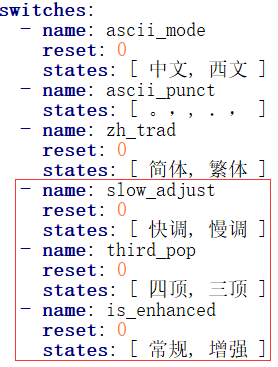 switches:
- name: ascii_mode
reset: 0
states: [ 中文, 西文 ]
- name: ascii_punct
reset: 0
states: [ 。，, ．， ]
- name: zh_trad
reset: 0
states: [ 简体, 繁体 ]
- name: slow_adjust
reset: 0
states: [ 快调, 慢调 ]
- name: third_pop
reset: 0
states: [ 四顶, 三顶 ]
- name: is_enhanced
reset: 0
states: [ 常规, 增强 ]